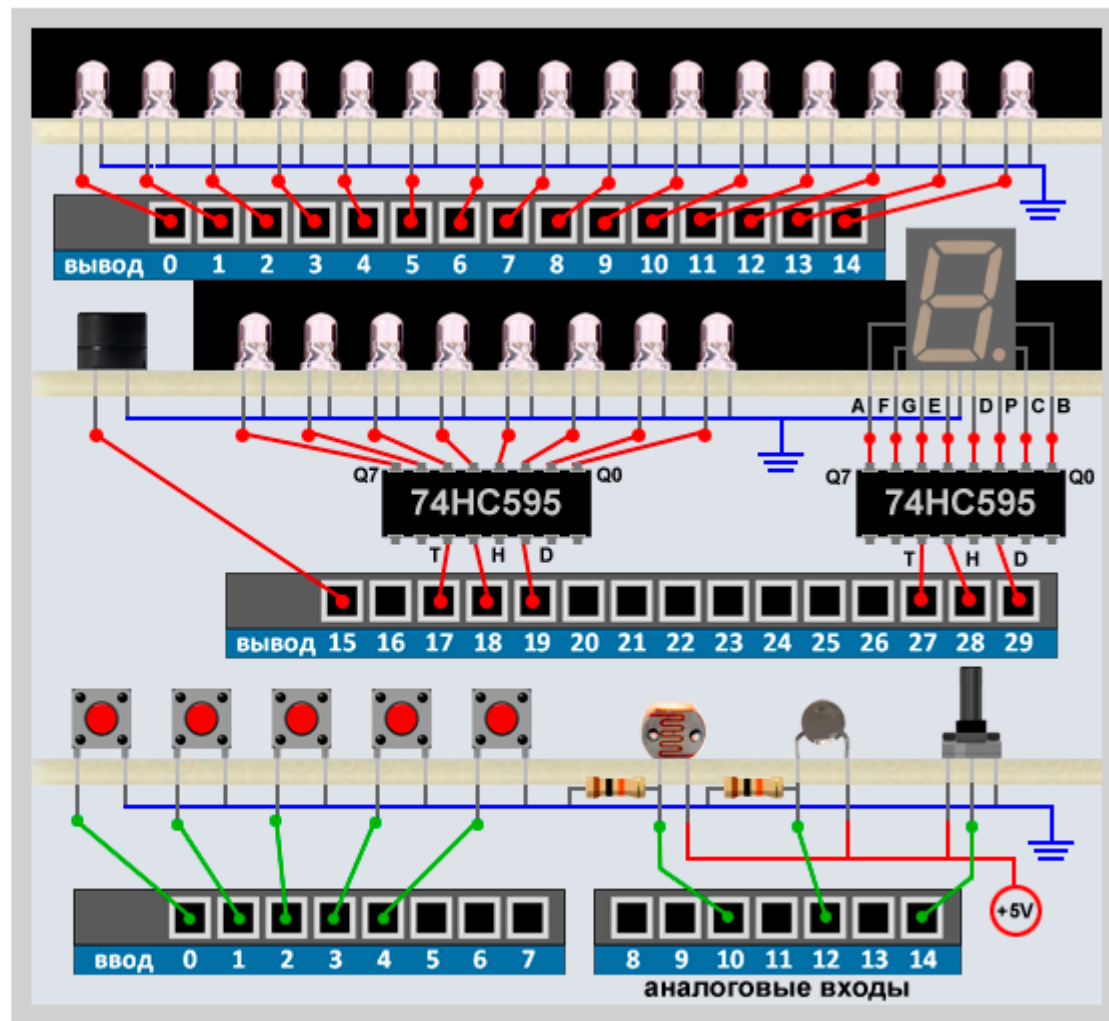 вывод 0 1 2 3 4 5 6 7 8 9 10 11 12 13 14
A F G E D P C B
Q7 Q0 Q7 Q0
74HC595 74HC595
T H D T H D
вывод 15 16 17 18 19 20 21 22 23 24 25 26 27 28 29
+5V
ввод 0 1 2 3 4 5 6 7 8 9 10 11 12 13 14
аналоговые входы